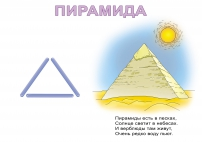 ПИРАМИДА
Пирамиды есть в песках,
Солнце светит в небесах.
И верблюды там живут,
Очень редко воду пьют.